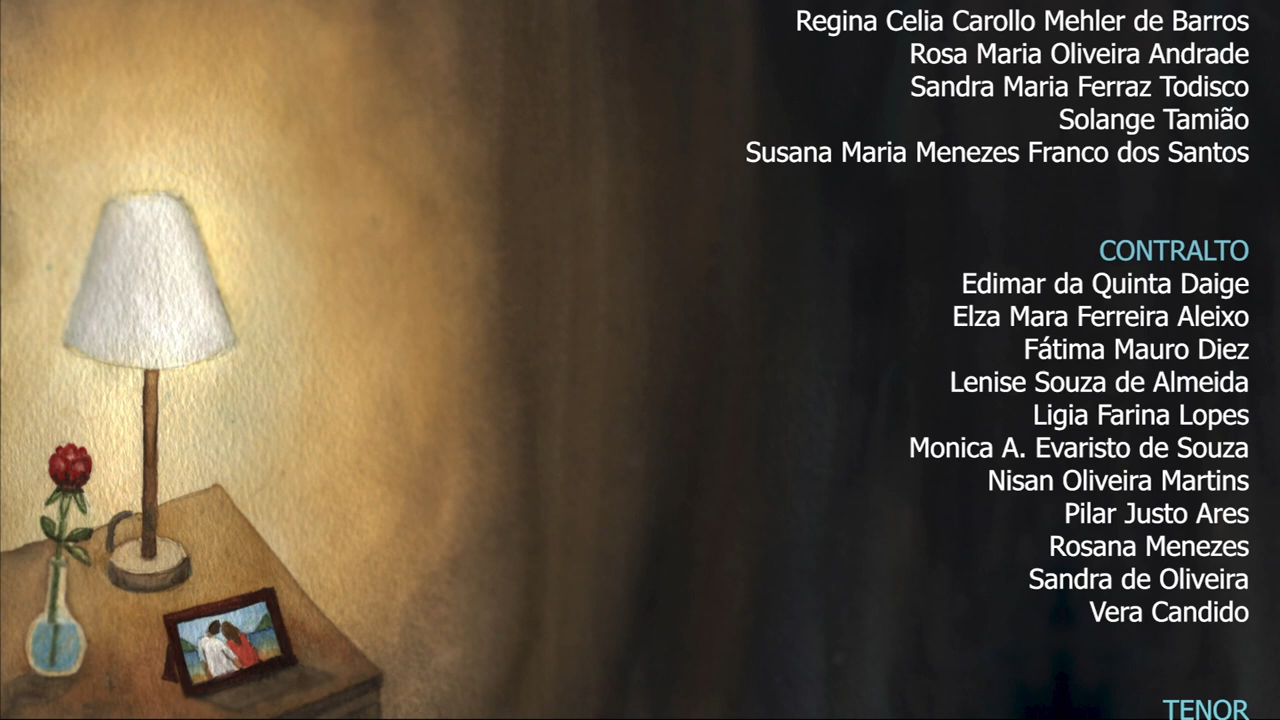 Regina Celia Carollo Mehler de Barros
Rosa Maria Oliveira Andrade
Sandra Maria Ferraz Todisco
Solange Tamião
Susana Maria Menezes Franco dos Santos
CONTRALTO
Edimar da Quinta Daige
Elza Mara Ferreira Aleixo
Fátima Mauro Diez
Lenise Souza de Almeida
Ligia Farina Lopes
Monica A. Evaristo de Souza
Nisan Oliveira Martins
Pilar Justo Ares
Rosana Menezes
Sandra de Oliveira
Vera Candido
TENOR